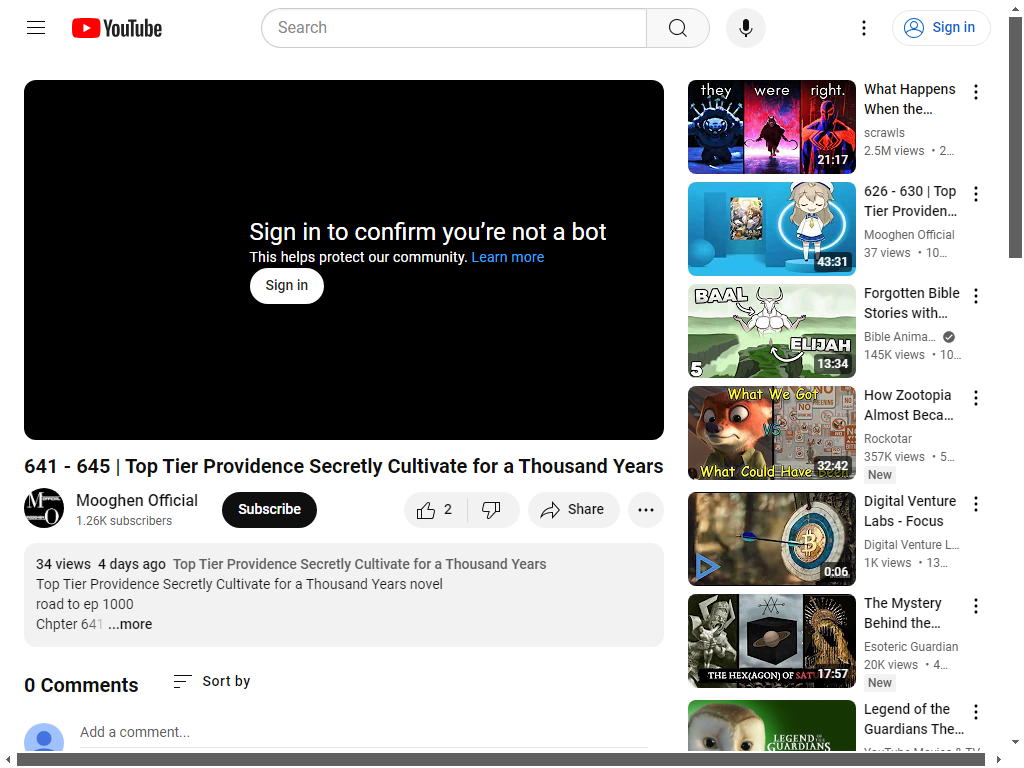 YouTube
Search
Sign in
Sign in to confirm you’re not a bot
This helps protect our community. Learn more
Sign in
641 - 645 | Top Tier Providence Secretly Cultivate for a Thousand Years
Mooghen Official
1.26K subscribers
Subscribe
2
Share
34 views 4 days ago Top Tier Providence Secretly Cultivate for a Thousand Years
Top Tier Providence Secretly Cultivate for a Thousand Years novel
road to ep 1000
Chpter 641 ...more
0 Comments
Sort by
Add a comment...
they were right.
21:17
What Happens
When the…
scrawls
2.5M views • 2…
43:31
626 - 630 | Top
Tier Providen…
Mooghen Official
37 views • 10…
BAAL
ELIJAH
5
13:34
Forgotten Bible
Stories with…
Bible Anima…
145K views • 10…
What We Got
VS
What Could Have Been
32:42
How Zootopia
Almost Beca…
Rockotar
357K views • 5…
New
0:06
Digital Venture
Labs - Focus
Digital Venture L…
1K views • 13…
THE HEX(AGON) OF SAT
17:57
The Mystery
Behind the…
Esoteric Guardian
20K views • 4…
New
LEGEND OF THE
GUARDIANS
Legend of the
Guardians The…
YouTube Movies & TV